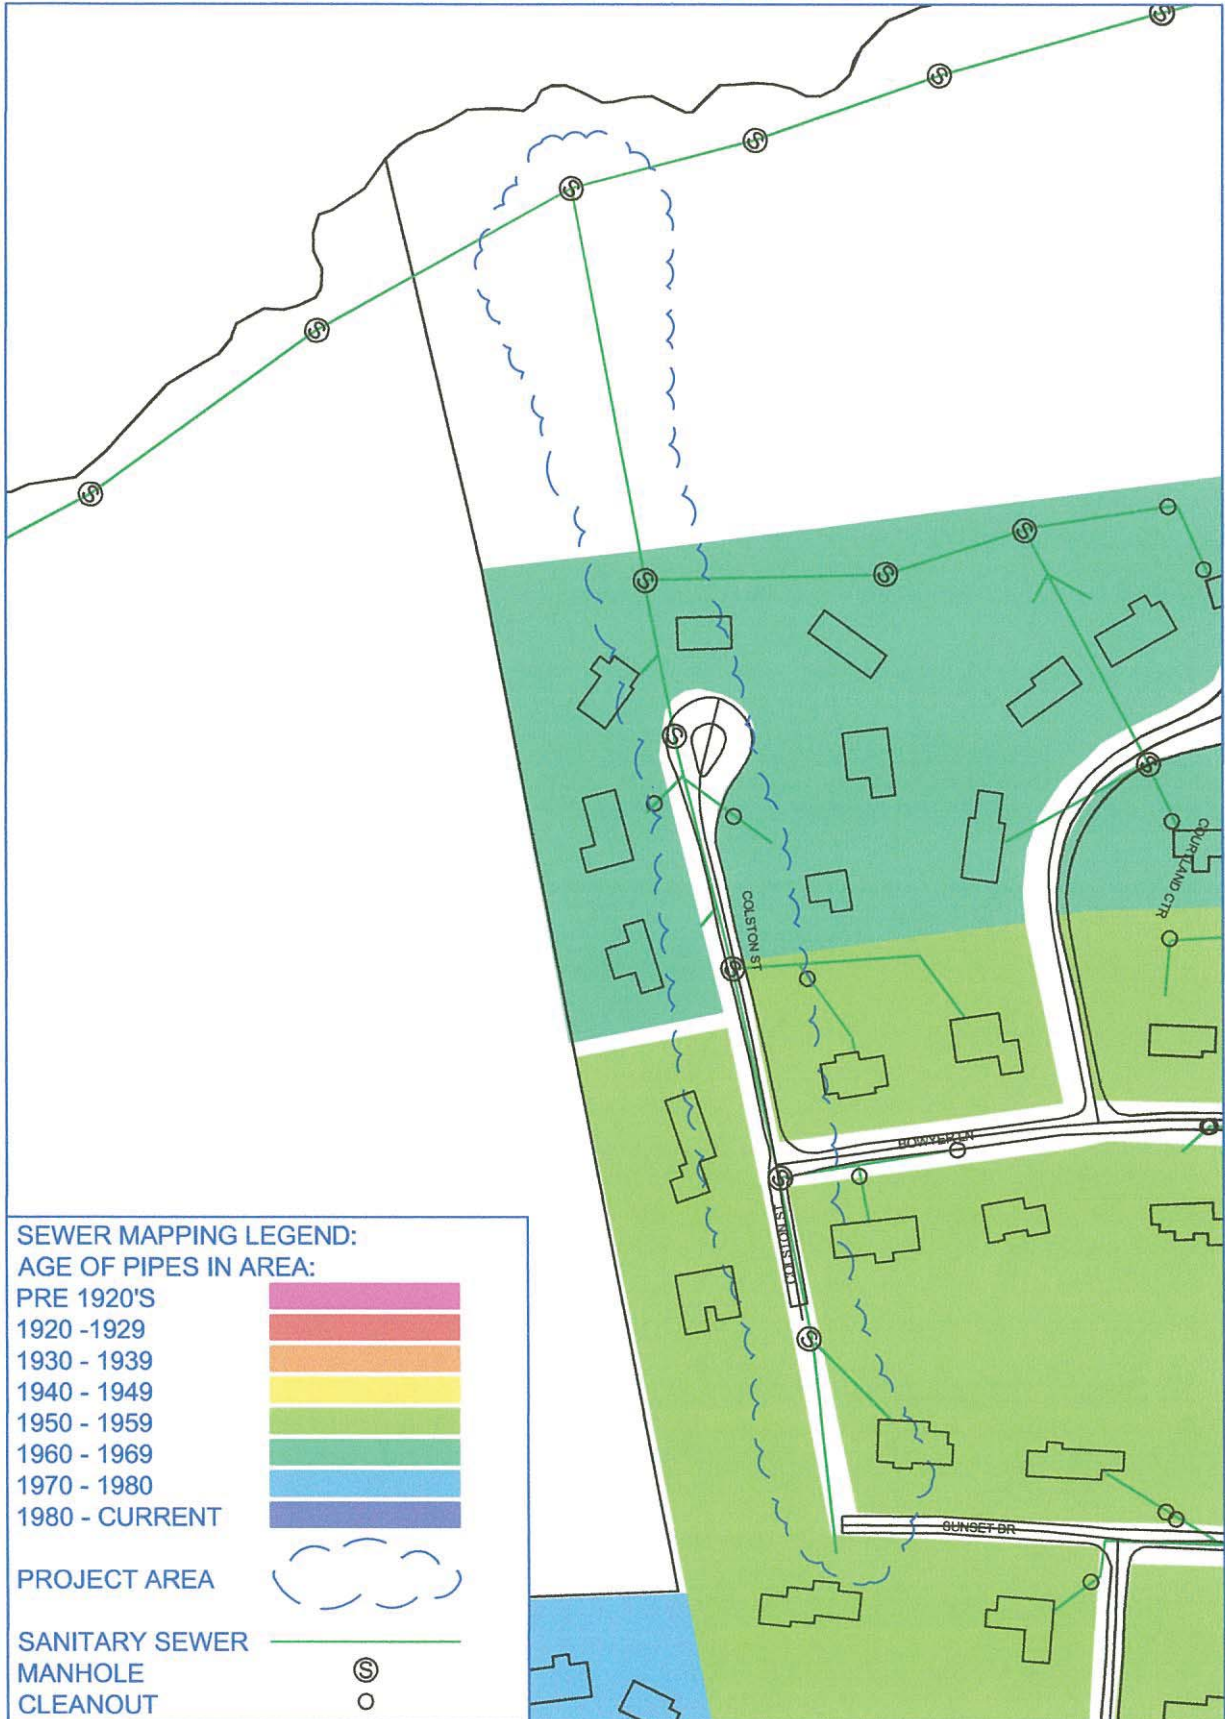 S
S
S
S
S
S
S
S
S
S
S
COURTLAND CTR
COLSTON ST
S
BOWYER LN
S
COLSTON ST
S
SUNSET DR
SEWER MAPPING LEGEND:
AGE OF PIPES IN AREA:
PRE 1920'S
1920 -1929
1930 - 1939
1940 - 1949
1950 - 1959
1960 - 1969
1970 - 1980
1980 - CURRENT
PROJECT AREA
SANITARY SEWER
MANHOLE S
CLEANOUT